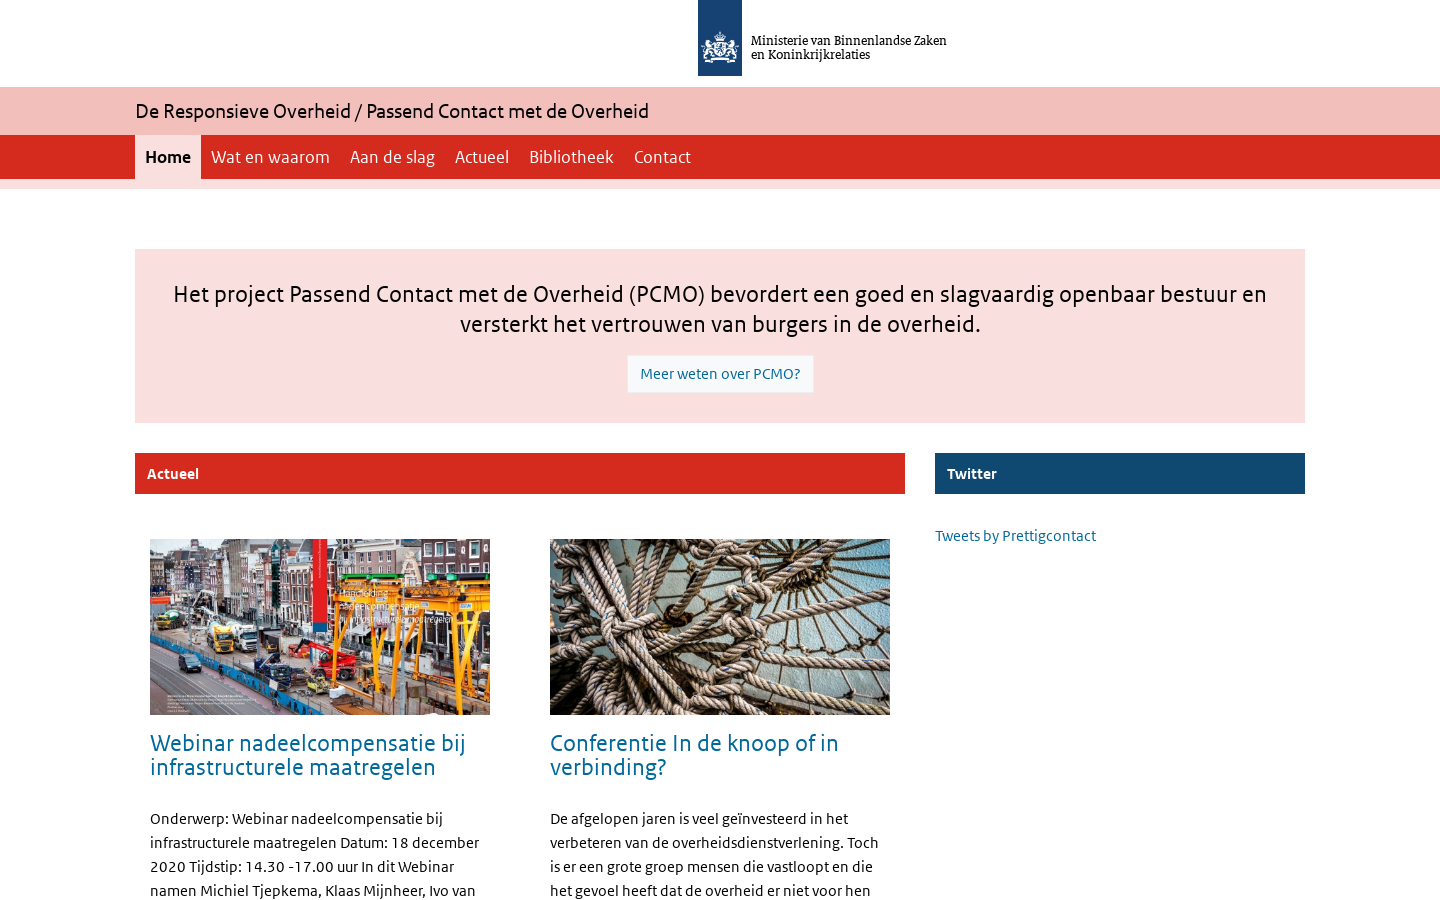 Ministerie van Binnenlandse Zaken
en Koninkrijkrelaties
De Responsieve Overheid / Passend Contact met de Overheid
Home
Wat en waarom
Aan de slag
Actueel
Bibliotheek
Contact
Het project Passend Contact met de Overheid (PCMO) bevordert een goed en slagvaardig openbaar bestuur en
versterkt het vertrouwen van burgers in de overheid.
Meer weten over PCMO?
Actueel
Twitter
Tweets by Prettigcontact
Handleiding
nadeelcompensatie
bij infrastructurele maatregelen
Webinar nadeelcompensatie bij
infrastructurele maatregelen
Onderwerp: Webinar nadeelcompensatie bij
infrastructurele maatregelen Datum: 18 december
2020 Tijdstip: 14.30 -17.00 uur In dit Webinar
namen Michiel Tjepkema, Klaas Mijnheer, Ivo van
Conferentie In de knoop of in
verbinding?
De afgelopen jaren is veel geïnvesteerd in het
verbeteren van de overheidsdienstverlening. Toch
is er een grote groep mensen die vastloopt en die
het gevoel heeft dat de overheid er niet voor hen